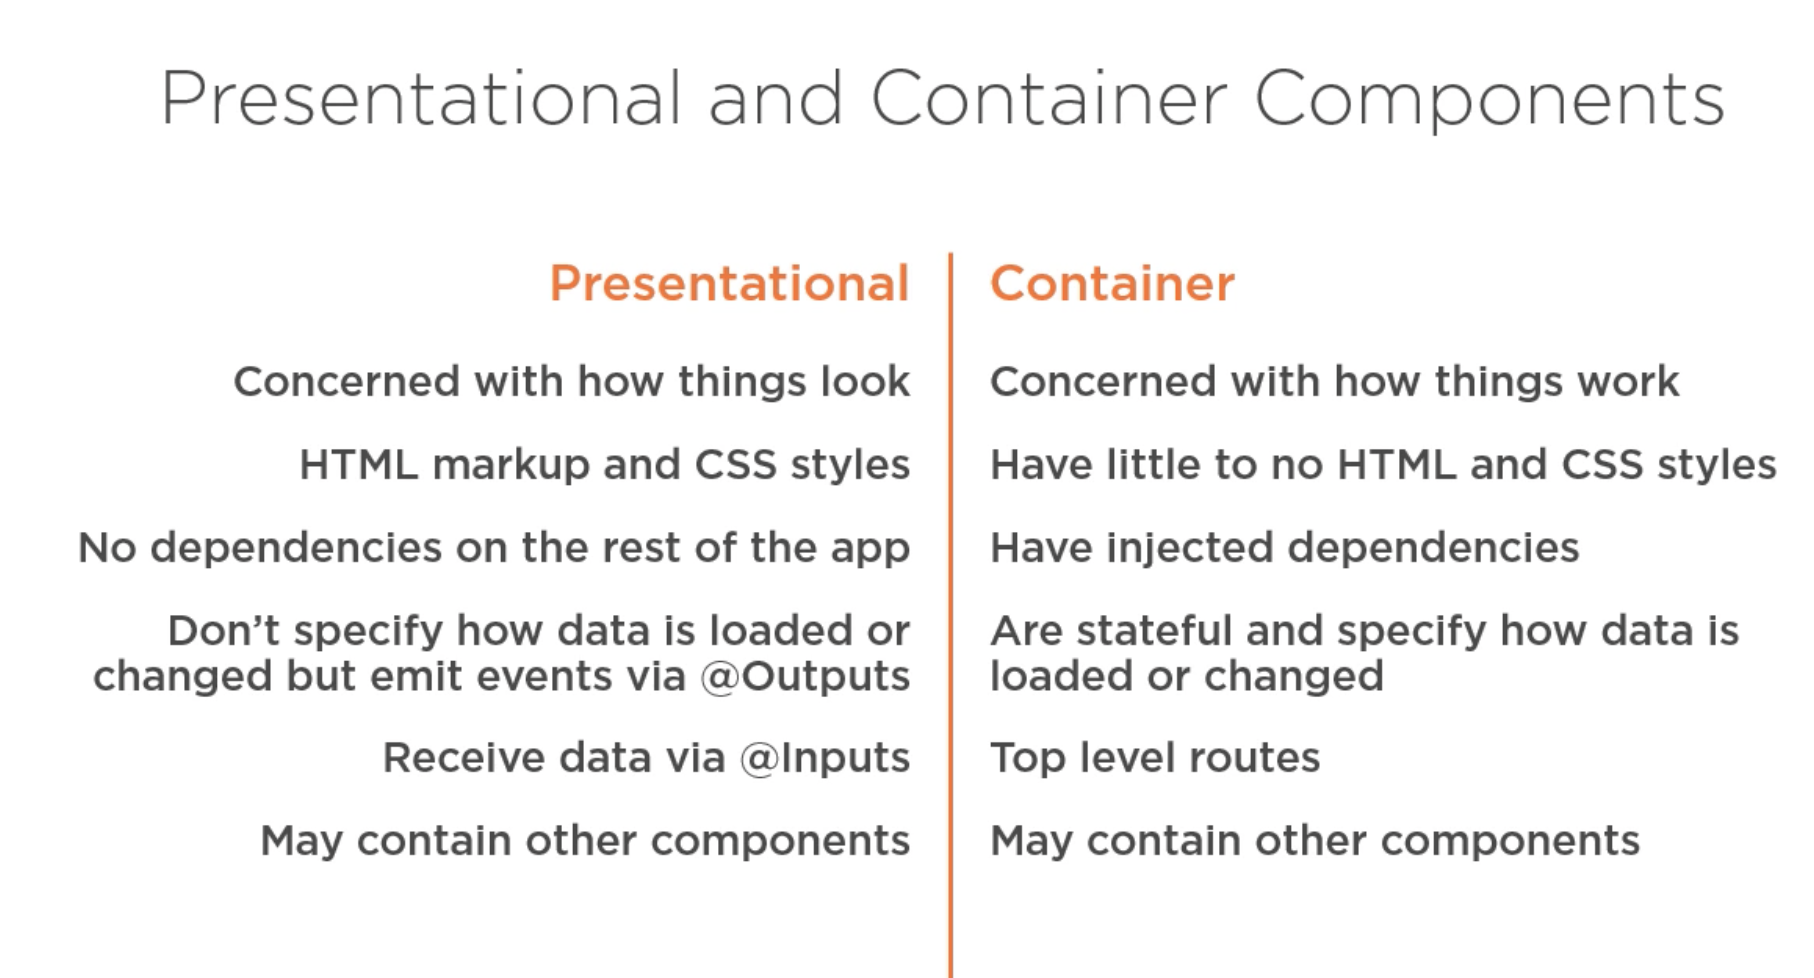 Presentational and Container Components
Presentational
Concerned with how things look
HTML markup and CSS styles
No dependencies on the rest of the app
Don’t specify how data is loaded or
changed but emit events via @Outputs
Receive data via @Inputs
May contain other components
Container
Concerned with how things work
Have little to no HTML and CSS styles
Have injected dependencies
Are stateful and specify how data is
loaded or changed
Top level routes
May contain other components